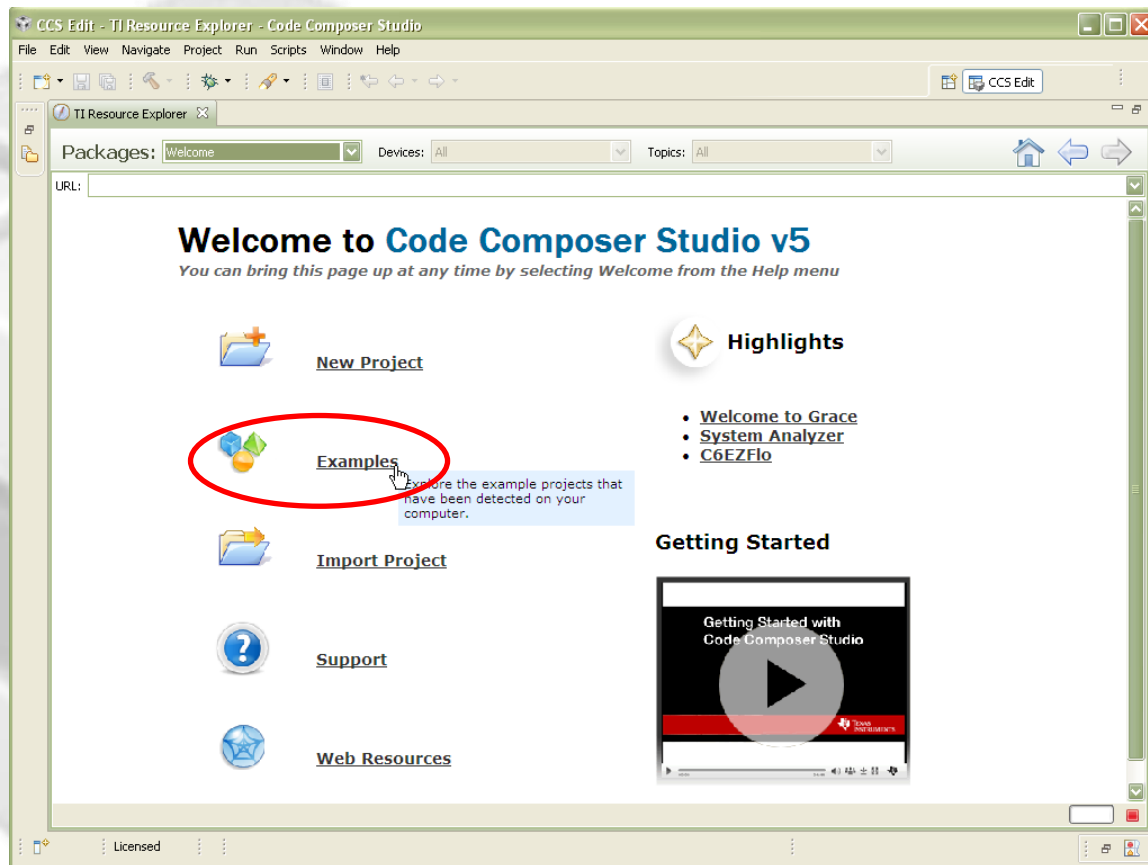 CCS Edit - TI Resource Explorer - Code Composer Studio
File Edit View Navigate Project Run Scripts Window Help
CCS Edit
TI Resource Explorer
Packages: Welcome Devices: All Topics: All
URL:
Welcome to Code Composer Studio v5
You can bring this page up at any time by selecting Welcome from the Help menu
New Project
Examples
Explore the example projects that
have been detected on your
computer.
Import Project
Support
Web Resources
Highlights
• Welcome to Grace
• System Analyzer
• C6EZFlo
Getting Started
Getting Started with
Code Composer Studio
TEXAS
INSTRUMENTS
Licensed